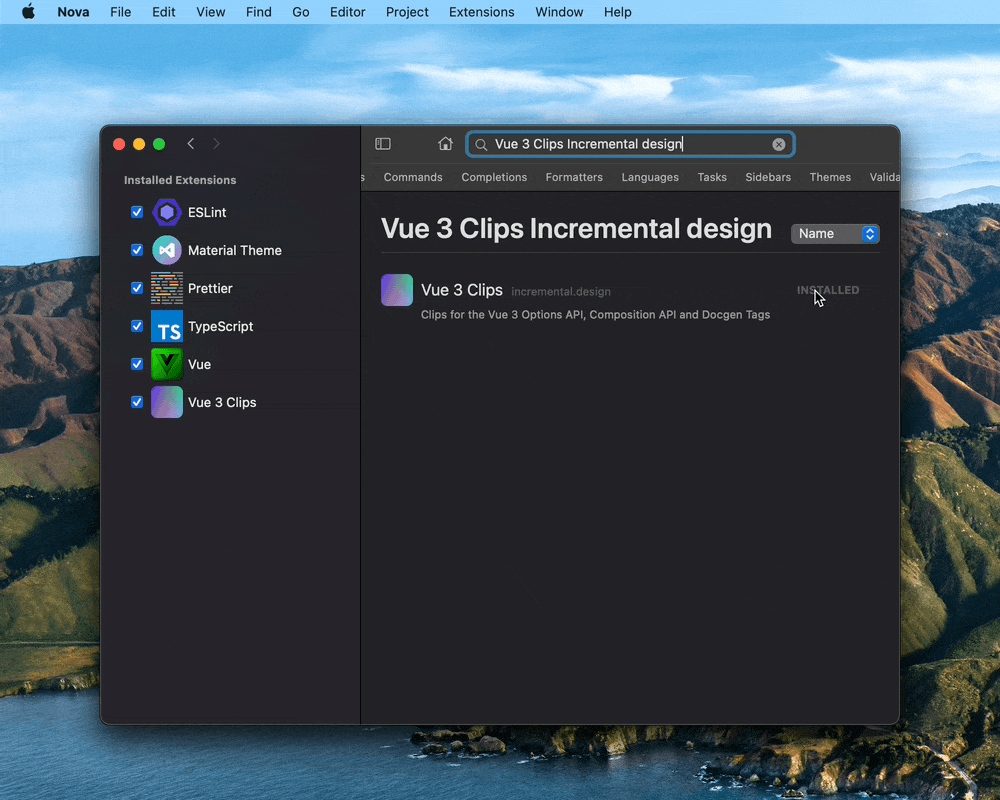 Nova File Edit View Find Go Editor Project Extensions Window Help
Vue 3 Clips Incremental design
Commands Completions Formatters Languages Tasks Sidebars Themes Valida
Installed Extensions
ESLint
Material Theme
Prettier
TS TypeScript
Vue
Vue 3 Clips
Vue 3 Clips Incremental design
Name
Vue 3 Clips incremental.design INSTALLED
Clips for the Vue 3 Options API, Composition API and Docgen Tags